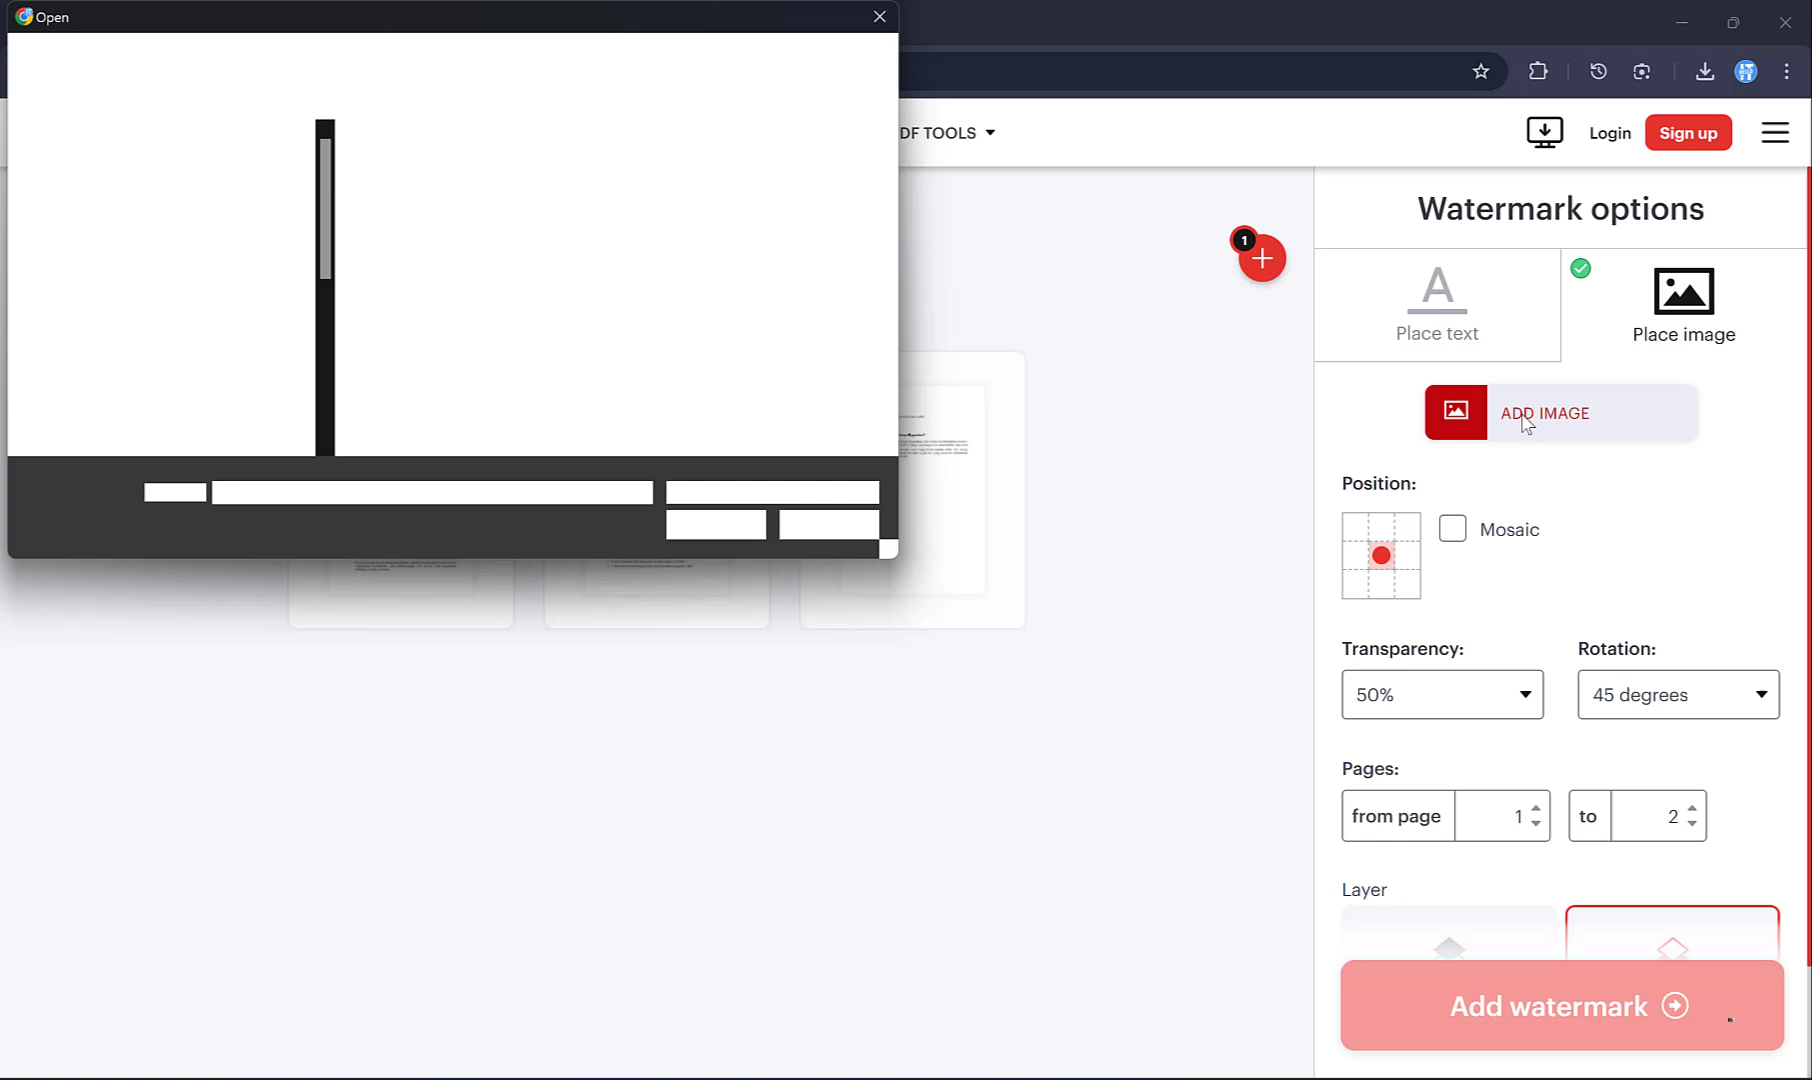 Open
DF TOOLS
Login
Sign up
Watermark options
1
A
Place text
Place image
ADD IMAGE
Position:
Mosaic
Transparency:
Rotation:
50%
45 degrees
Pages:
from page
1
to
2
Layer
Add watermark